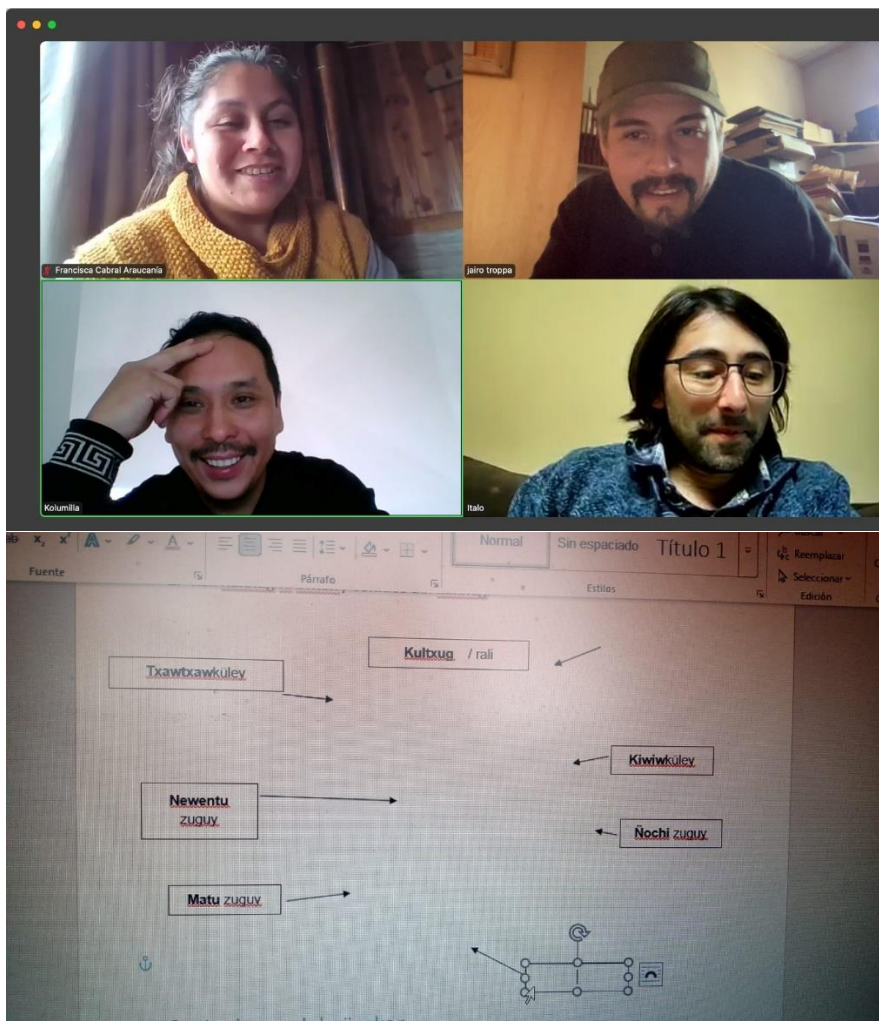 Francisca Cabral Araucanía
jairo troppa
Kolumilla
Italo
Fuente
Párrafo
Normal
Sin espaciado
Título 1
Estilos
Reemplazar
Seleccionar
Edición
Kultxug / rali
Txawtxawküley
Kiwiwküley
Newentu
zuguy
Ñochi zuguy
Matu zuguy